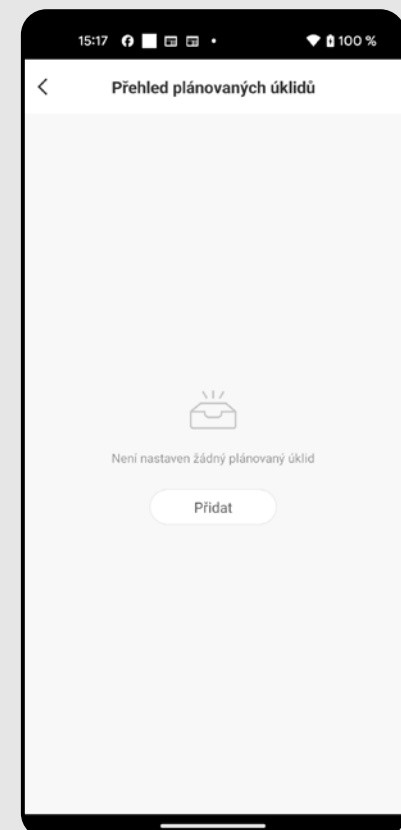 15:17 100 %
Přehled plánovaných úklidů
Není nastaven žádný plánovaný úklid
Přidat